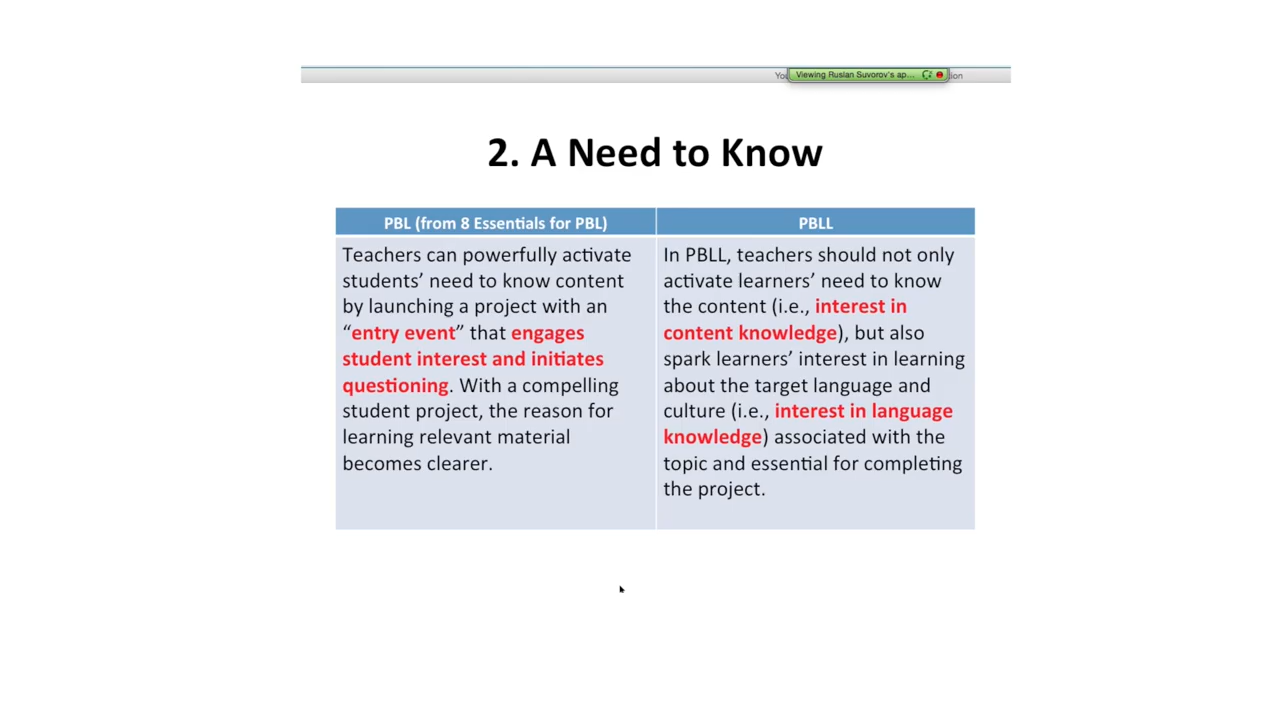 You
Viewing Ruslan Suvorov's ap...
ion
2. A Need to Know
PBL (from 8 Essentials for PBL)
Teachers can powerfully activate
students’ need to know content
by launching a project with an
“entry event” that engages
student interest and initiates
questioning. With a compelling
student project, the reason for
learning relevant material
becomes clearer.
PBLL
In PBLL, teachers should not only
activate learners’ need to know
the content (i.e., interest in
content knowledge), but also
spark learners’ interest in learning
about the target language and
culture (i.e., interest in language
knowledge) associated with the
topic and essential for completing
the project.